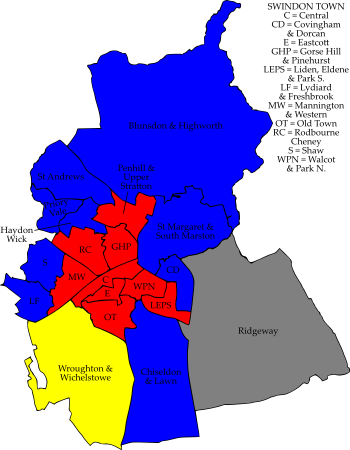 SWINDON TOWN
C = Central
CD = Covingham
& Dorcan
E = Eastcott
GHP = Gorse Hill
& Pinehurst
LEPS = Liden, Eldene
& Park S.
LF = Lydiard
& Freshbrook
MW = Mannington
& Western
OT = Old Town
RC = Rodbourne
Cheney
S = Shaw
WPN = Walcot
& Park N.
Blunsdon & Highworth
Penhill &
Upper
Stratton
St Andrews
Priory
Vale
Haydon
Wick
St Margaret &
South Marston
RC
GHP
S
MW
CD
C
E
WPN
LEPS
LF
OT
Ridgeway
Wroughton &
Wichelstowe
Chiseldon
& Lawn